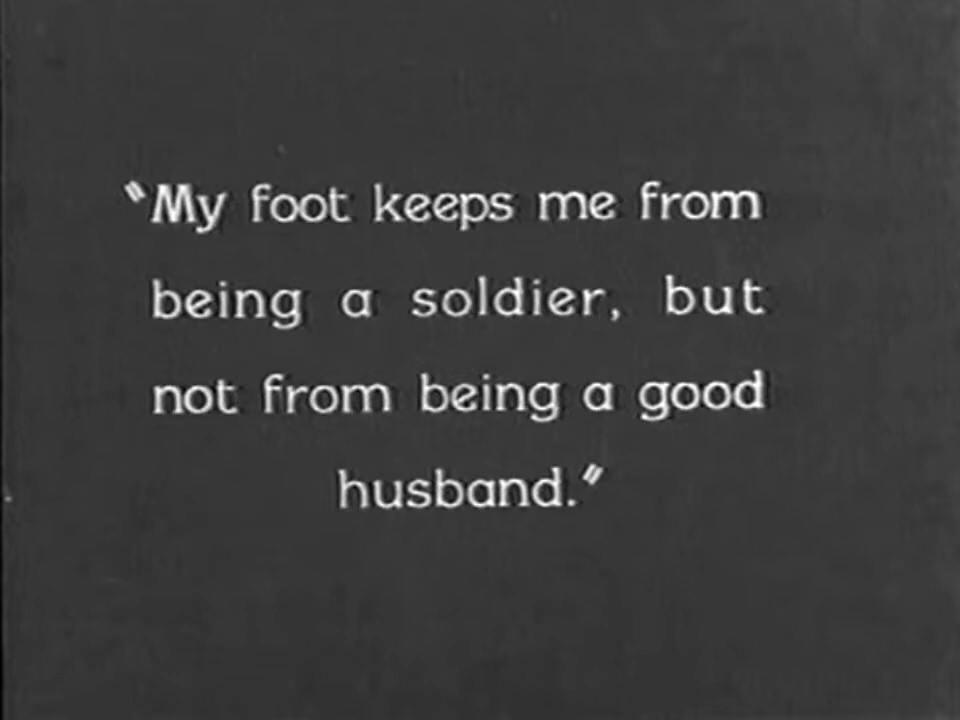 "My foot keeps me from
being a soldier, but
not from being a good
husband."